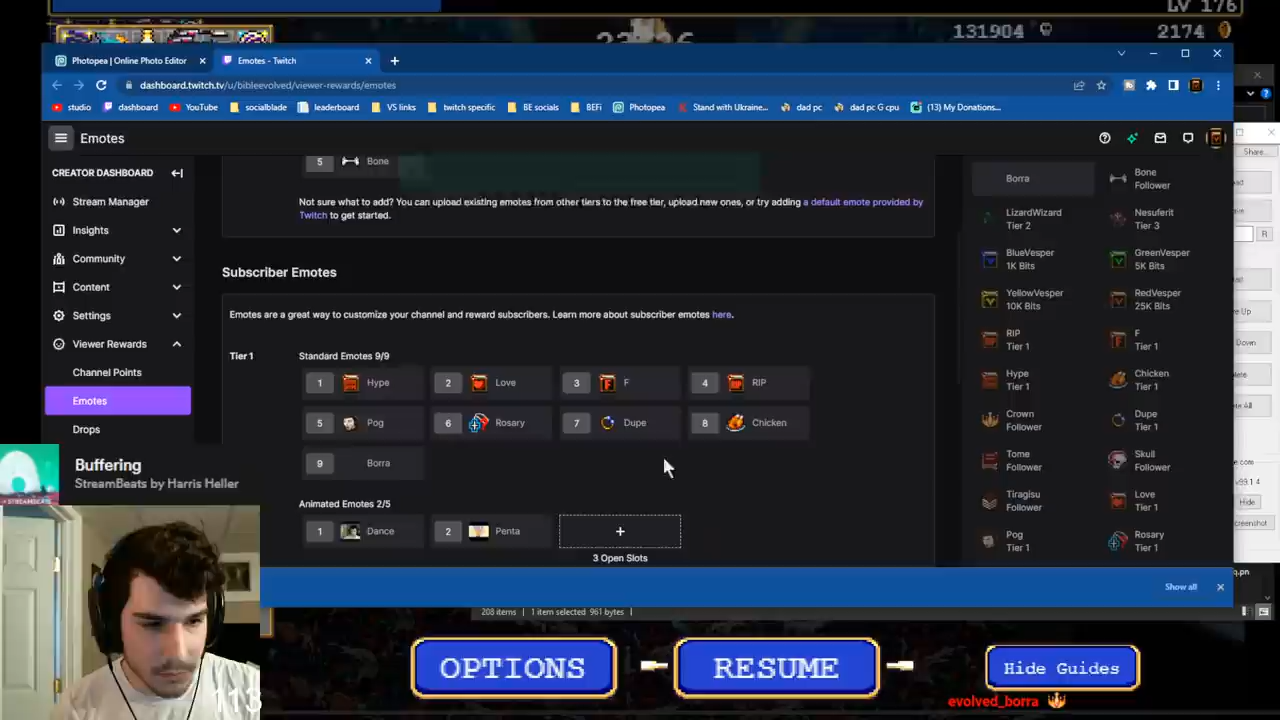 LV 176
131904
2174
Photopea | Online Photo Editor
Emotes - Twitch
dashboard.twitch.tv/u/bibleevolved/viewer-rewards/emotes
studio
dashboard
YouTube
socialblade
leaderboard
VS links
twitch specific
BE socials
BEFi
Photopea
Stand with Ukraine...
dad pc
dad pc G cpu
(13) My Donations...
Emotes
Share...
CREATOR DASHBOARD
Stream Manager
Insights
Community
Content
Settings
Viewer Rewards
Channel Points
Emotes
Drops
5 Bone
Not sure what to add? You can upload existing emotes from other tiers to the free tier, upload new ones, or try adding a default emote provided by
Twitch to get started.
Subscriber Emotes
Emotes are a great way to customize your channel and reward subscribers. Learn more about subscriber emotes here.
Tier 1
Standard Emotes 9/9
1 Hype
2 Love
3 F
4 RIP
5 Pog
6 Rosary
7 Dupe
8 Chicken
9 Borra
Animated Emotes 2/5
1 Dance
2 Penta
+
3 Open Slots
Borra
Bone
Follower
LizardWizard
Tier 2
Nesuferit
Tier 3
BlueVesper
1K Bits
GreenVesper
5K Bits
YellowVesper
10K Bits
RedVesper
25K Bits
RIP
Tier 1
F
Tier 1
Hype
Tier 1
Chicken
Tier 1
Crown
Follower
Dupe
Tier 1
Tome
Follower
Skull
Follower
Tiragisu
Follower
Love
Tier 1
Pog
Tier 1
Rosary
Tier 1
R
Hide
Show all
208 items
1 item selected 961 bytes
Buffering
StreamBeats by Harris Heller
113
OPTIONS
RESUME
Hide Guides
evolved_borra